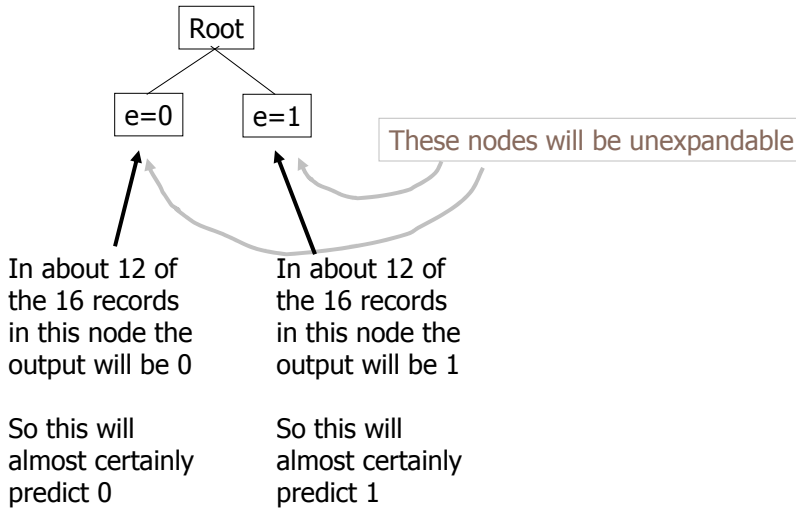 Root
e=0
e=1
These nodes will be unexpandable
In about 12 of
the 16 records
in this node the
output will be 0
So this will
almost certainly
predict 0
In about 12 of
the 16 records
in this node the
output will be 1
So this will
almost certainly
predict 1